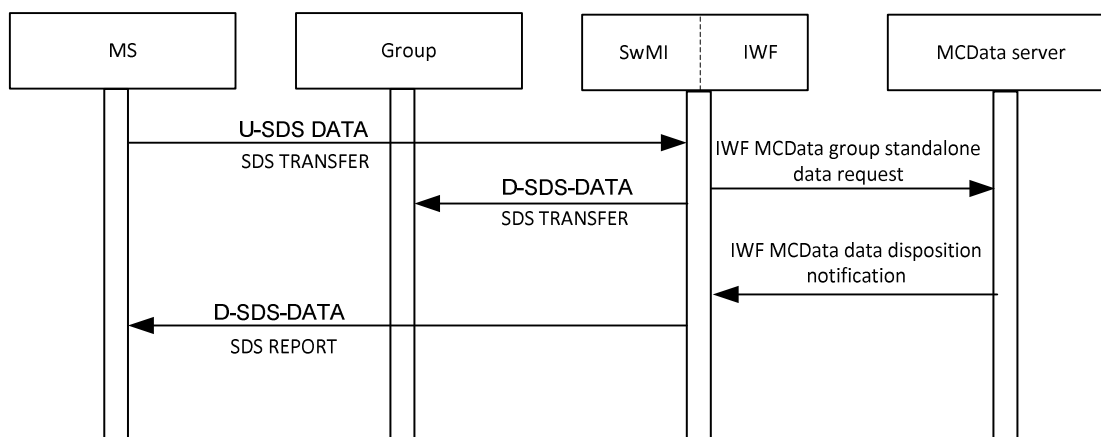 MS
Group
SwMI
IWF
MCData server
U-SDS DATA
SDS TRANSFER
IWF MCData group standalone
data request
D-SDS-DATA
SDS TRANSFER
IWF MCData data disposition
notification
D-SDS-DATA
SDS REPORT